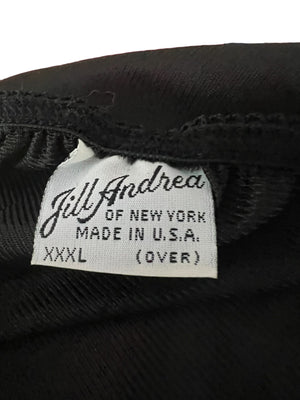 Jill Andrea
OF NEW YORK
MADE IN U.S.A.
XXXL (OVER)